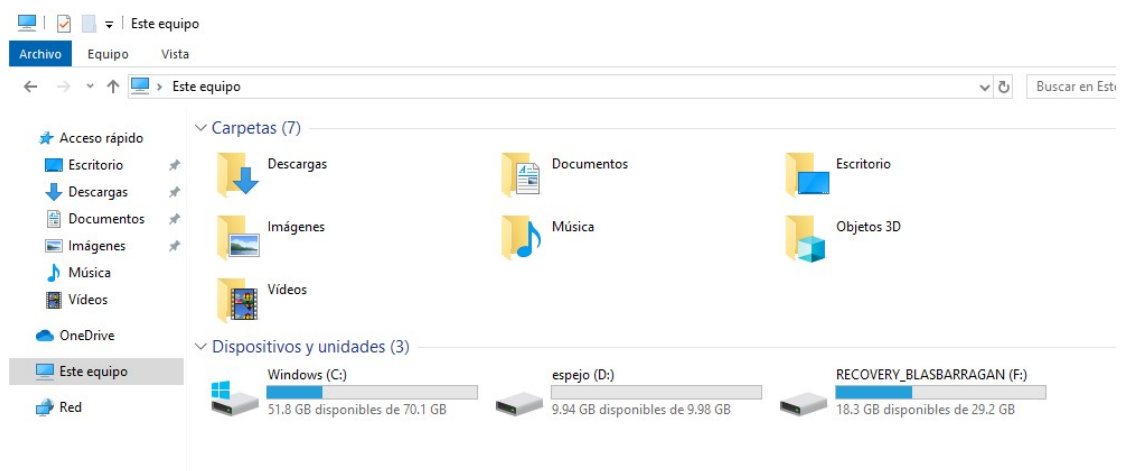 Este equipo
Archivo Equipo Vista
Este equipo
Buscar en Este
Acceso rápido
Escritorio
Descargas
Documentos
Imágenes
Música
Vídeos
OneDrive
Este equipo
Red
Carpetas (7)
Descargas Documentos Escritorio
Imágenes Música Objetos 3D
Vídeos
Dispositivos y unidades (3)
Windows (C:) espejo (D:) RECOVERY_BLASBARRAGAN (F:)
51.8 GB disponibles de 70.1 GB 9.94 GB disponibles de 9.98 GB 18.3 GB disponibles de 29.2 GB